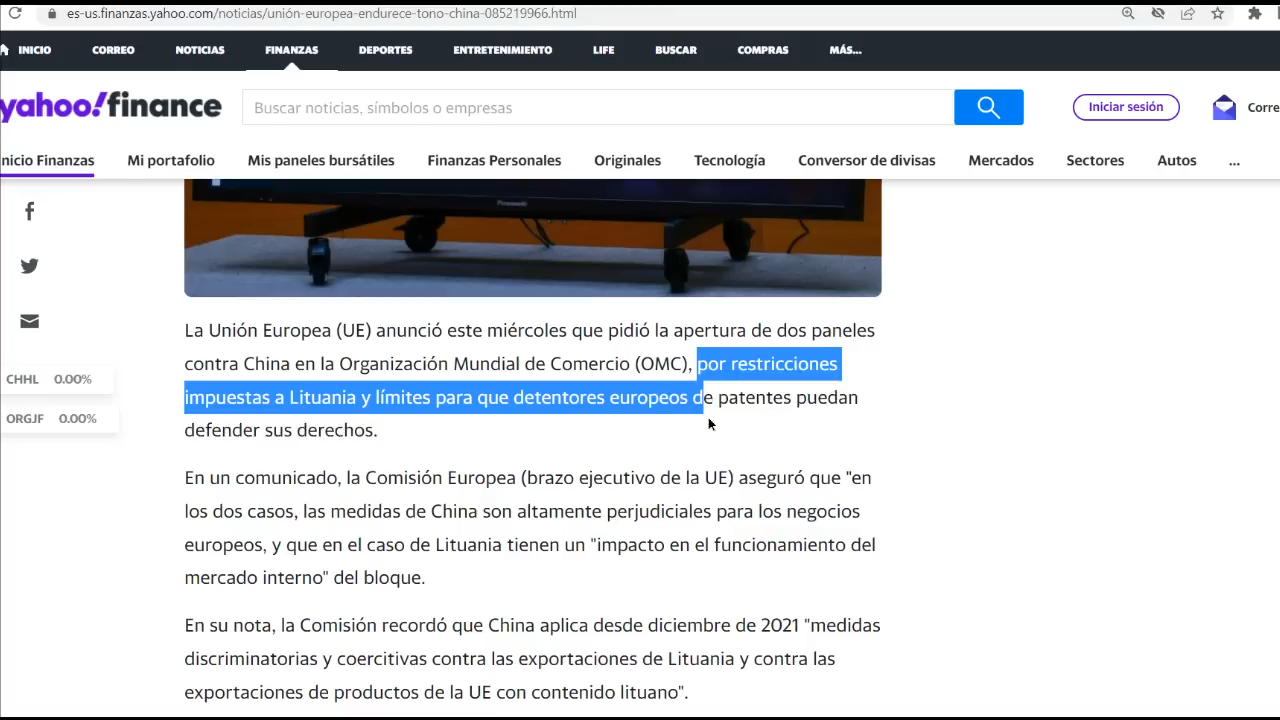 es-us.finanzas.yahoo.com/noticias/unión-europea-endurece-tono-china-085219966.html
INICIO CORREO NOTICIAS FINANZAS DEPORTES ENTRETENIMIENTO LIFE BUSCAR COMPRAS MÁS...
yahoo!finance Buscar noticias, símbolos o empresas Iniciar sesión Corre
nicio Finanzas Mi portafolio Mis paneles bursátiles Finanzas Personales Originales Tecnología Conversor de divisas Mercados Sectores Autos ...
Panasonic
La Unión Europea (UE) anunció este miércoles que pidió la apertura de dos paneles
contra China en la Organización Mundial de Comercio (OMC), por restricciones
CHHL 0.00%
impuestas a Lituania y límites para que detentores europeos de patentes puedan
ORGJF 0.00%
defender sus derechos.
En un comunicado, la Comisión Europea (brazo ejecutivo de la UE) aseguró que "en
los dos casos, las medidas de China son altamente perjudiciales para los negocios
europeos, y que en el caso de Lituania tienen un "impacto en el funcionamiento del
mercado interno" del bloque.
En su nota, la Comisión recordó que China aplica desde diciembre de 2021 "medidas
discriminatorias y coercitivas contra las exportaciones de Lituania y contra las
exportaciones de productos de la UE con contenido lituano".